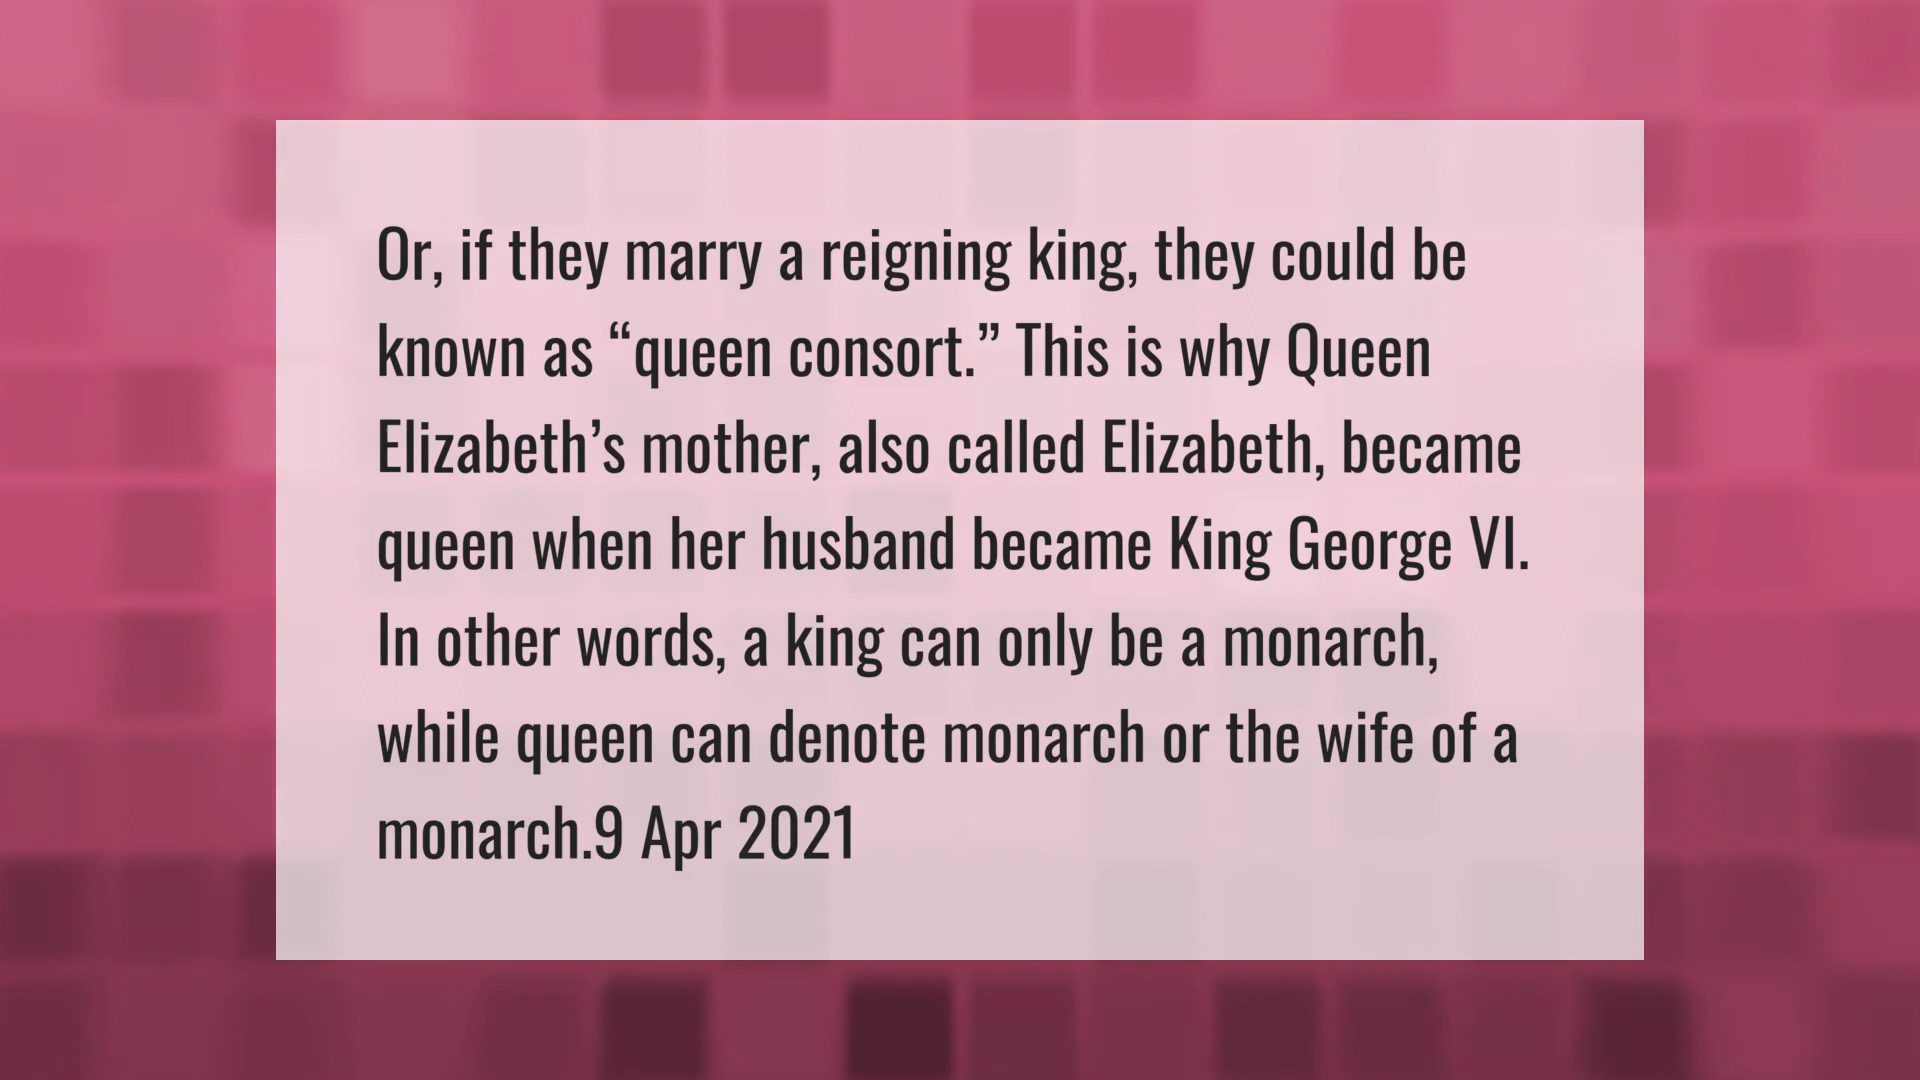 Or, if they marry a reigning king, they could be
known as “queen consort.” This is why Queen
Elizabeth’s mother, also called Elizabeth, became
queen when her husband became King George VI.
In other words, a king can only be a monarch,
while queen can denote monarch or the wife of a
monarch.9 Apr 2021